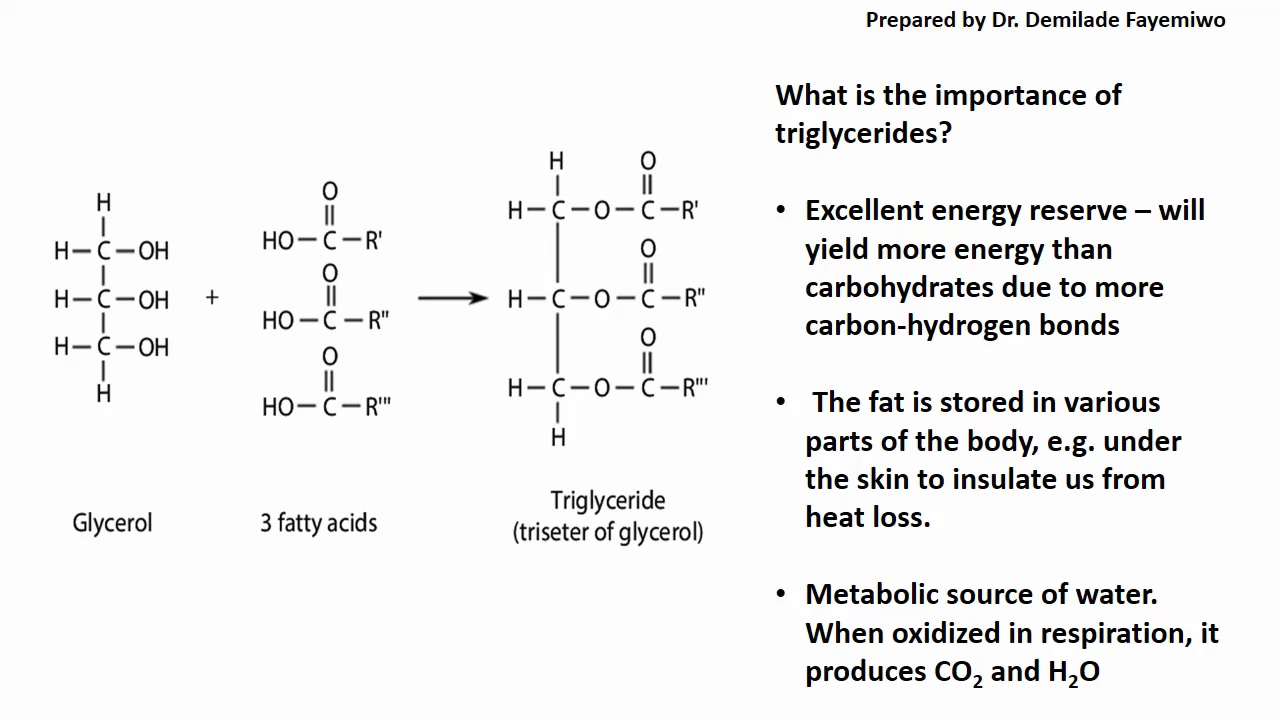 Prepared by Dr. Demilade Fayemiwo
What is the importance of
triglycerides?
• Excellent energy reserve – will
yield more energy than
carbohydrates due to more
carbon-hydrogen bonds
• The fat is stored in various
parts of the body, e.g. under
the skin to insulate us from
heat loss.
• Metabolic source of water.
When oxidized in respiration, it
produces CO₂ and H₂O
H
H－C－OH
H－C－OH
H－C－OH
H
Glycerol
+
O
HO－C－R'
O
HO－C－R"
O
HO－C－R'"
3 fatty acids
H O
H－C－O－C－R'
O
H－C－O－C－R"
O
H－C－O－C－R'"
H
Triglyceride
(triseter of glycerol)